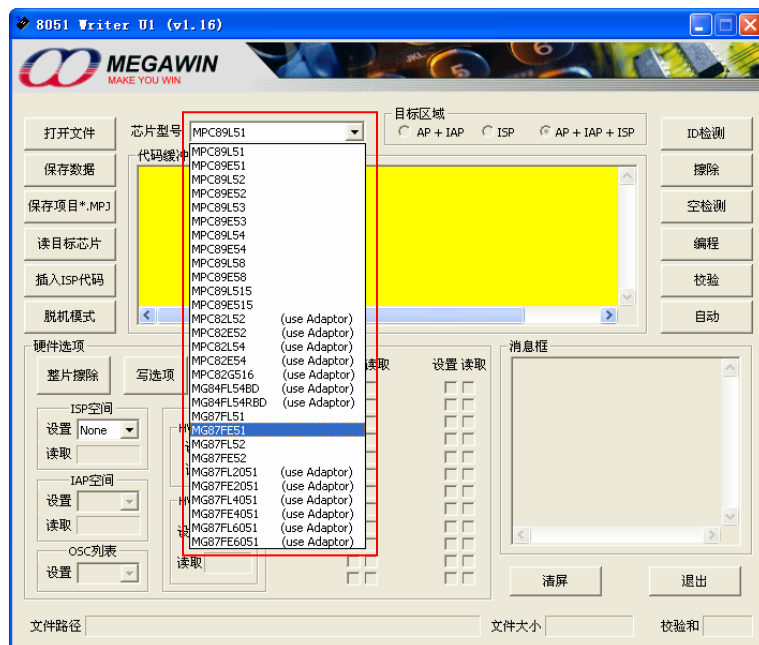 8051 Writer U1 (v1.16)
MEGAWIN
MAKE YOU WIN
打开文件
保存数据
保存项目*.MPJ
读目标芯片
插入ISP代码
脱机模式
芯片型号
MPC89L51
目标区域
AP + IAP
ISP
AP + IAP + ISP
代码缓冲
MPC89L51
MPC89E51
MPC89L52
MPC89E52
MPC89L53
MPC89E53
MPC89L54
MPC89E54
MPC89L58
MPC89E58
MPC89L515
MPC89E515
MPC82L52 (use Adaptor)
MPC82E52 (use Adaptor)
MPC82L54 (use Adaptor)
MPC82E54 (use Adaptor)
MPC82G516 (use Adaptor)
MG84FL54BD (use Adaptor)
MG84FL54RBD (use Adaptor)
MG87FL51
MG87FE51
MG87FL52
MG87FE52
MG87FL2051 (use Adaptor)
MG87FE2051 (use Adaptor)
MG87FL4051 (use Adaptor)
MG87FE4051 (use Adaptor)
MG87FL6051 (use Adaptor)
MG87FE6051 (use Adaptor)
ID检测
擦除
空检测
编程
校验
自动
硬件选项
整片擦除
写选项
读取
设置 读取
ISP空间
设置 None
读取
IAP空间
设置
读取
OSC列表
设置
读取
消息框
清屏
退出
文件路径
文件大小
校验和